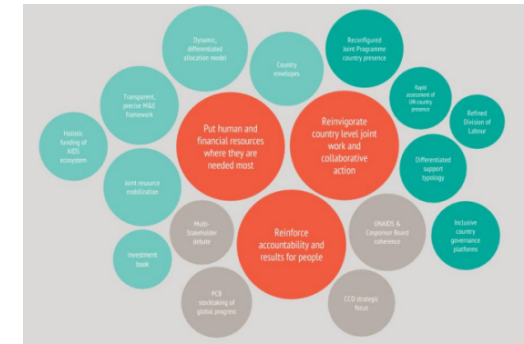 Dynamic,
differentiated
allocation model
Country
envelopes
Reconfigured
Joint Programme
country presence
Transparent,
precise M&E
framework
Rapid
assessment of
UN country
presence
Refined
Division of
Labour
Holistic
funding of
AIDS
ecosystem
Put human and
financial resources
where they are
needed most
Reinvigorate
country level joint
work and
collaborative
action
Differentiated
support
typology
Joint resource
mobilization
Multi-
Stakeholder
debate
Reinforce
accountability and
results for people
UNAIDS &
Cosponsor Board
coherence
Inclusive
country
governance
platforms
Investment
book
PCB
stocktaking of
global progress
CCO strategic
focus